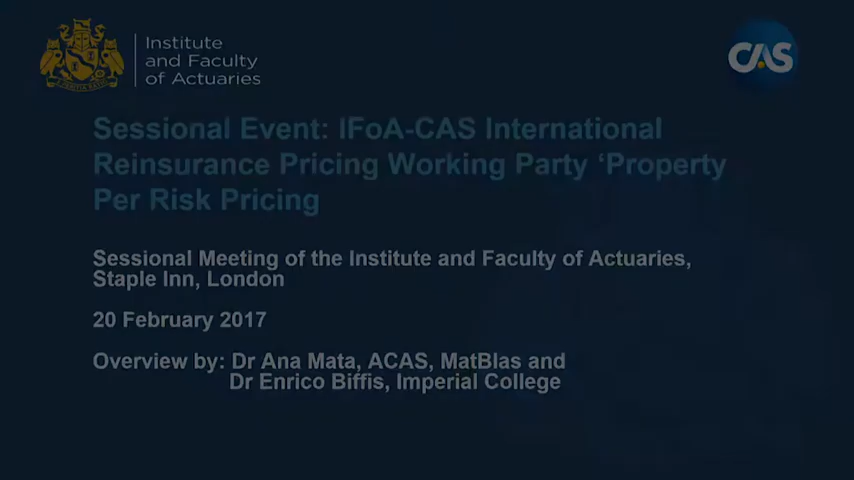 Institute
and Faculty
of Actuaries
CAS
Sessional Event: IFoA-CAS International
Reinsurance Pricing Working Party ‘Property
Per Risk Pricing
Sessional Meeting of the Institute and Faculty of Actuaries,
Staple Inn, London
20 February 2017
Overview by: Dr Ana Mata, ACAS, MatBlas and
Dr Enrico Biffis, Imperial College